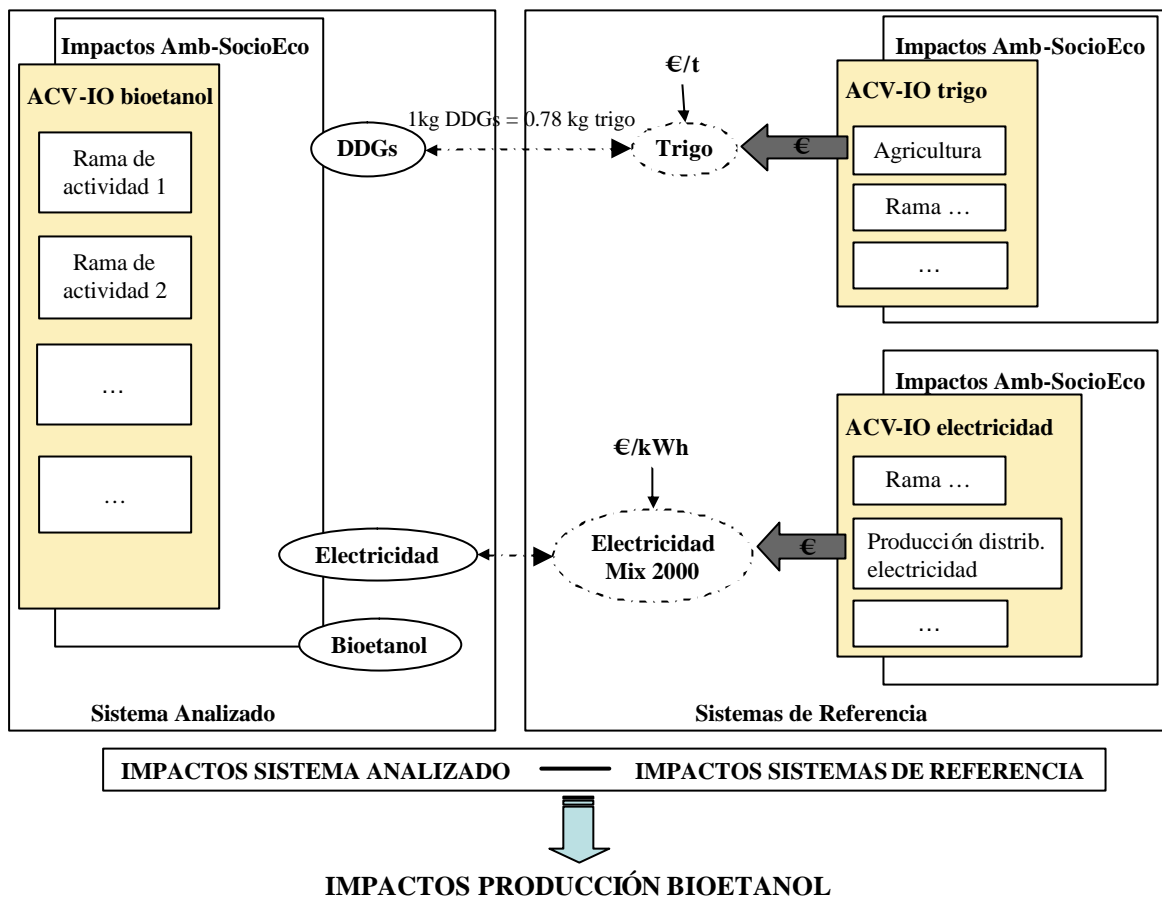 Impactos Amb-SocioEco
ACV-IO bioetanol
Rama de
actividad 1
Rama de
actividad 2
…
…
DDGs
Electricidad
Bioetanol
Sistema Analizado
1kg DDGs = 0.78 kg trigo
€/t
Trigo
€
Impactos Amb-SocioEco
ACV-IO trigo
Agricultura
Rama …
…
€/kWh
Electricidad
Mix 2000
€
Impactos Amb-SocioEco
ACV-IO electricidad
Rama …
Producción distrib.
electricidad
…
Sistemas de Referencia
IMPACTOS SISTEMA ANALIZADO — IMPACTOS SISTEMAS DE REFERENCIA
IMPACTOS PRODUCCIÓN BIOETANOL